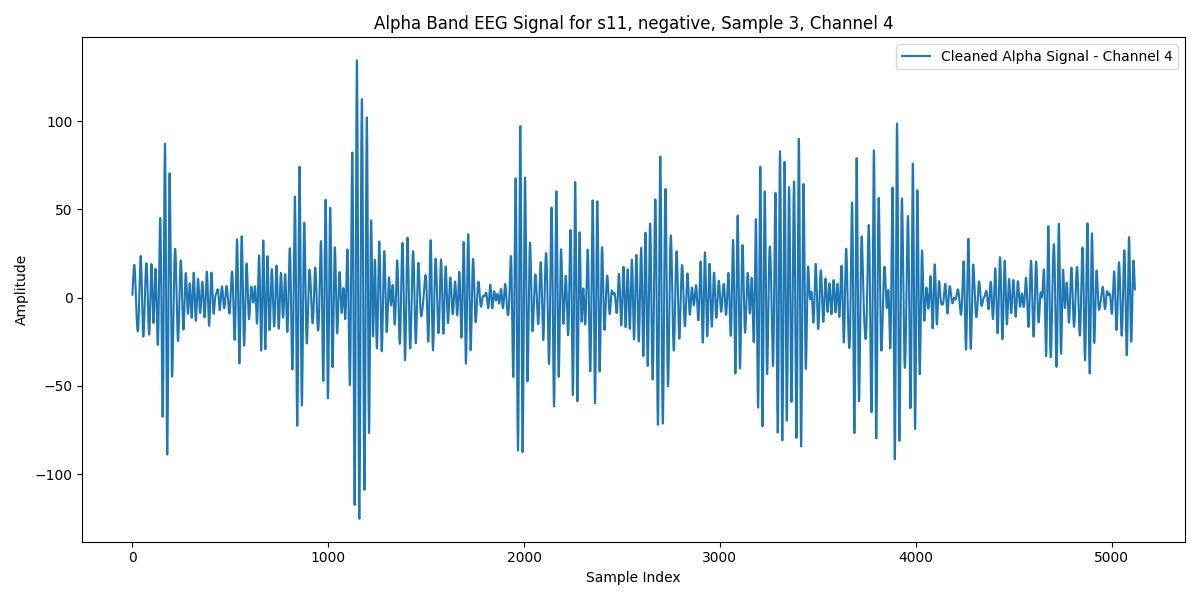 Alpha Band EEG Signal for s11, negative, Sample 3, Channel 4
Cleaned Alpha Signal - Channel 4
Amplitude
100
50
0
−50
−100
0 1000 2000 3000 4000 5000
Sample Index